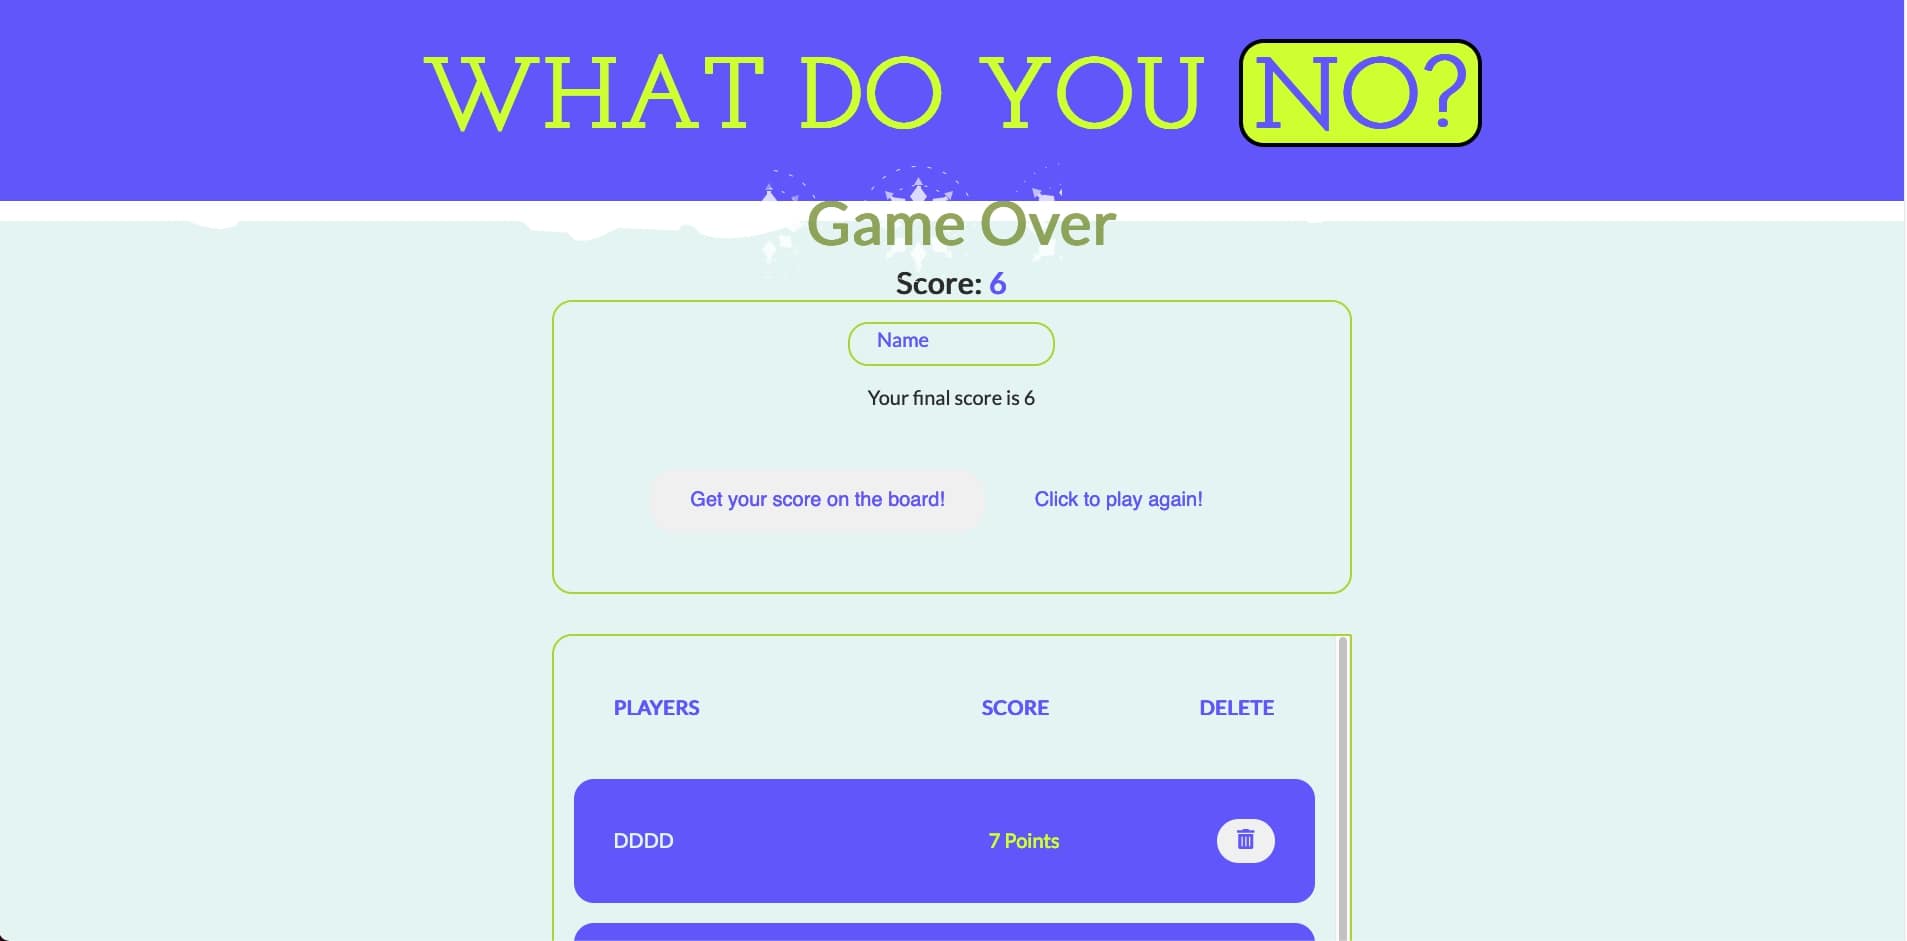 WHAT DO YOU NO?
Game Over
Score: 6
Name
Your final score is 6
Get your score on the board! Click to play again!
PLAYERS SCORE DELETE
DDDD 7 Points